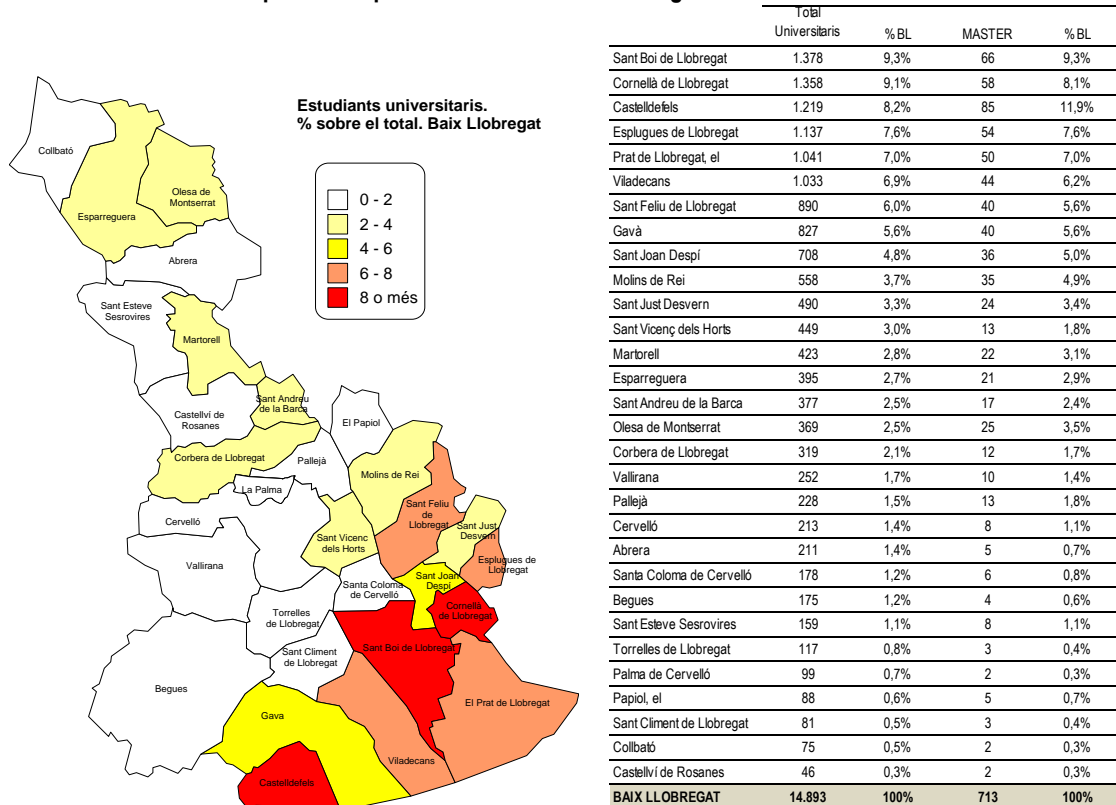 Estudiants universitaris.
% sobre el total. Baix Llobregat
0 - 2
2 - 4
4 - 6
6 - 8
8 o més
Collbató
Olesa de
Montserrat
Esparreguera
Abrera
Sant Esteve
Sesrovires
Martorell
Sant Andreu
de la Barca
Castellví de
Rosanes
El Papiol
Corbera de Llobregat
Pallejà
Molins de Rei
La Palma
Sant Feliu
de
Llobregat
Cervelló
Sant Just
Desvern
Sant Vicenc
dels Horts
Esplugues de
Llobregat
Vallirana
Sant Joan
Despí
Santa Coloma
de Cervelló
Cornellà
de Llobregat
Torrelles
de Llobregat
Sant Boi de Llobregat
Sant Climent
de Llobregat
Begues
El Prat de Llobregat
Gava
Viladecans
Castelldefels
Total
Universitaris % BL MASTER % BL
Sant Boi de Llobregat 1.378 9,3% 66 9,3%
Cornellà de Llobregat 1.358 9,1% 58 8,1%
Castelldefels 1.219 8,2% 85 11,9%
Esplugues de Llobregat 1.137 7,6% 54 7,6%
Prat de Llobregat, el 1.041 7,0% 50 7,0%
Viladecans 1.033 6,9% 44 6,2%
Sant Feliu de Llobregat 890 6,0% 40 5,6%
Gavà 827 5,6% 40 5,6%
Sant Joan Despí 708 4,8% 36 5,0%
Molins de Rei 558 3,7% 35 4,9%
Sant Just Desvern 490 3,3% 24 3,4%
Sant Vicenç dels Horts 449 3,0% 13 1,8%
Martorell 423 2,8% 22 3,1%
Esparreguera 395 2,7% 21 2,9%
Sant Andreu de la Barca 377 2,5% 17 2,4%
Olesa de Montserrat 369 2,5% 25 3,5%
Corbera de Llobregat 319 2,1% 12 1,7%
Vallirana 252 1,7% 10 1,4%
Pallejà 228 1,5% 13 1,8%
Cervelló 213 1,4% 8 1,1%
Abrera 211 1,4% 5 0,7%
Santa Coloma de Cervelló 178 1,2% 6 0,8%
Begues 175 1,2% 4 0,6%
Sant Esteve Sesrovires 159 1,1% 8 1,1%
Torrelles de Llobregat 117 0,8% 3 0,4%
Palma de Cervelló 99 0,7% 2 0,3%
Papiol, el 88 0,6% 5 0,7%
Sant Climent de Llobregat 81 0,5% 3 0,4%
Collbató 75 0,5% 2 0,3%
Castellví de Rosanes 46 0,3% 2 0,3%
BAIX LLOBREGAT 14.893 100% 713 100%